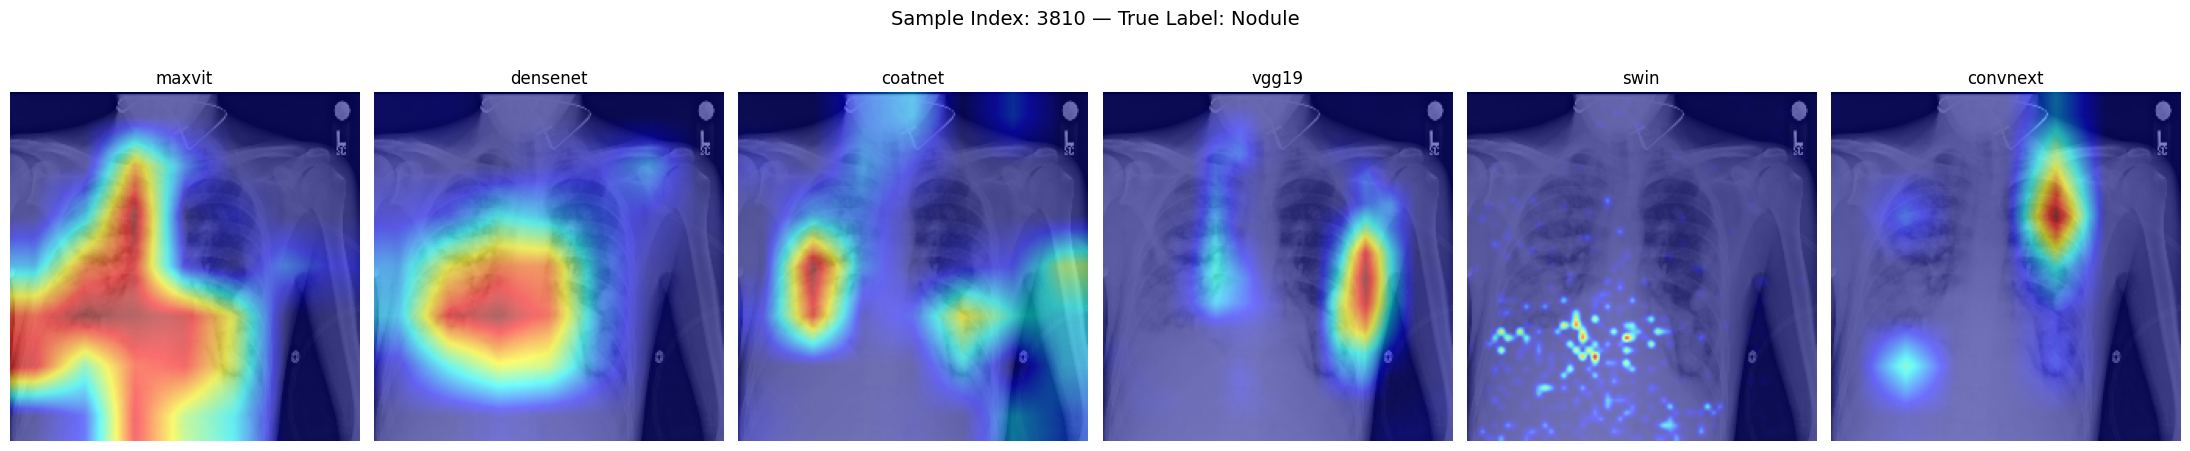 Sample Index: 3810 — True Label: Nodule
maxvit
densenet
coatnet
vgg19
swin
convnext
L
L
L
L
L
L